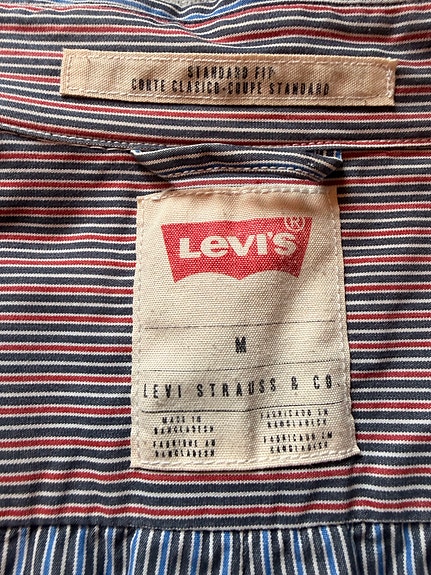 STANDARD FIT
CORTE CLASICO-COUPE STANDARD
LEVI'S ®
M
LEVI STRAUSS & CO.
MADE IN
BANGLADESH
FABRIQUE AU
BANGLADESH
FABRICADO EN
BANGLADESH
FABRICADO EM
BANGLADESH